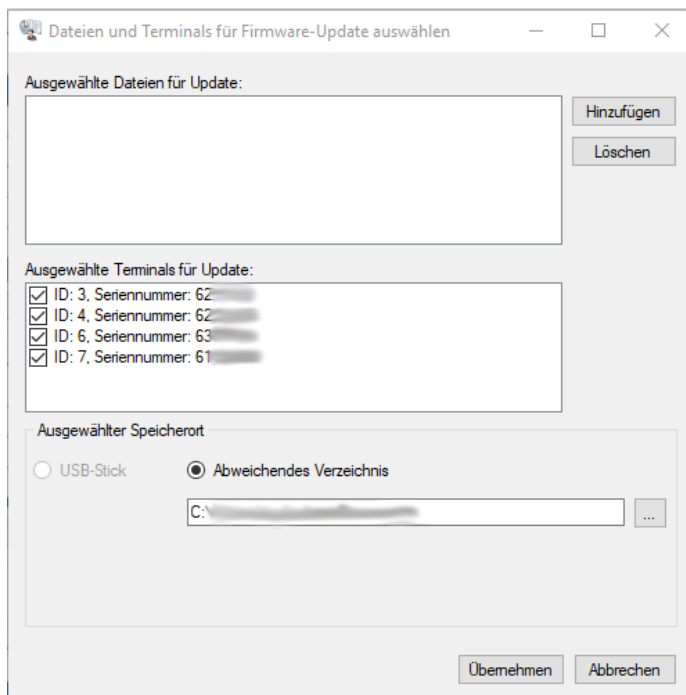 Dateien und Terminals für Firmware-Update auswählen
Ausgewählte Dateien für Update:
Hinzufügen
Löschen
Ausgewählte Terminals für Update:
ID: 3, Seriennummer: 62
ID: 4, Seriennummer: 62
ID: 6, Seriennummer: 63
ID: 7, Seriennummer: 61
Ausgewählter Speicherort
USB-Stick Abweichendes Verzeichnis
C:\
...
Übernehmen Abbrechen